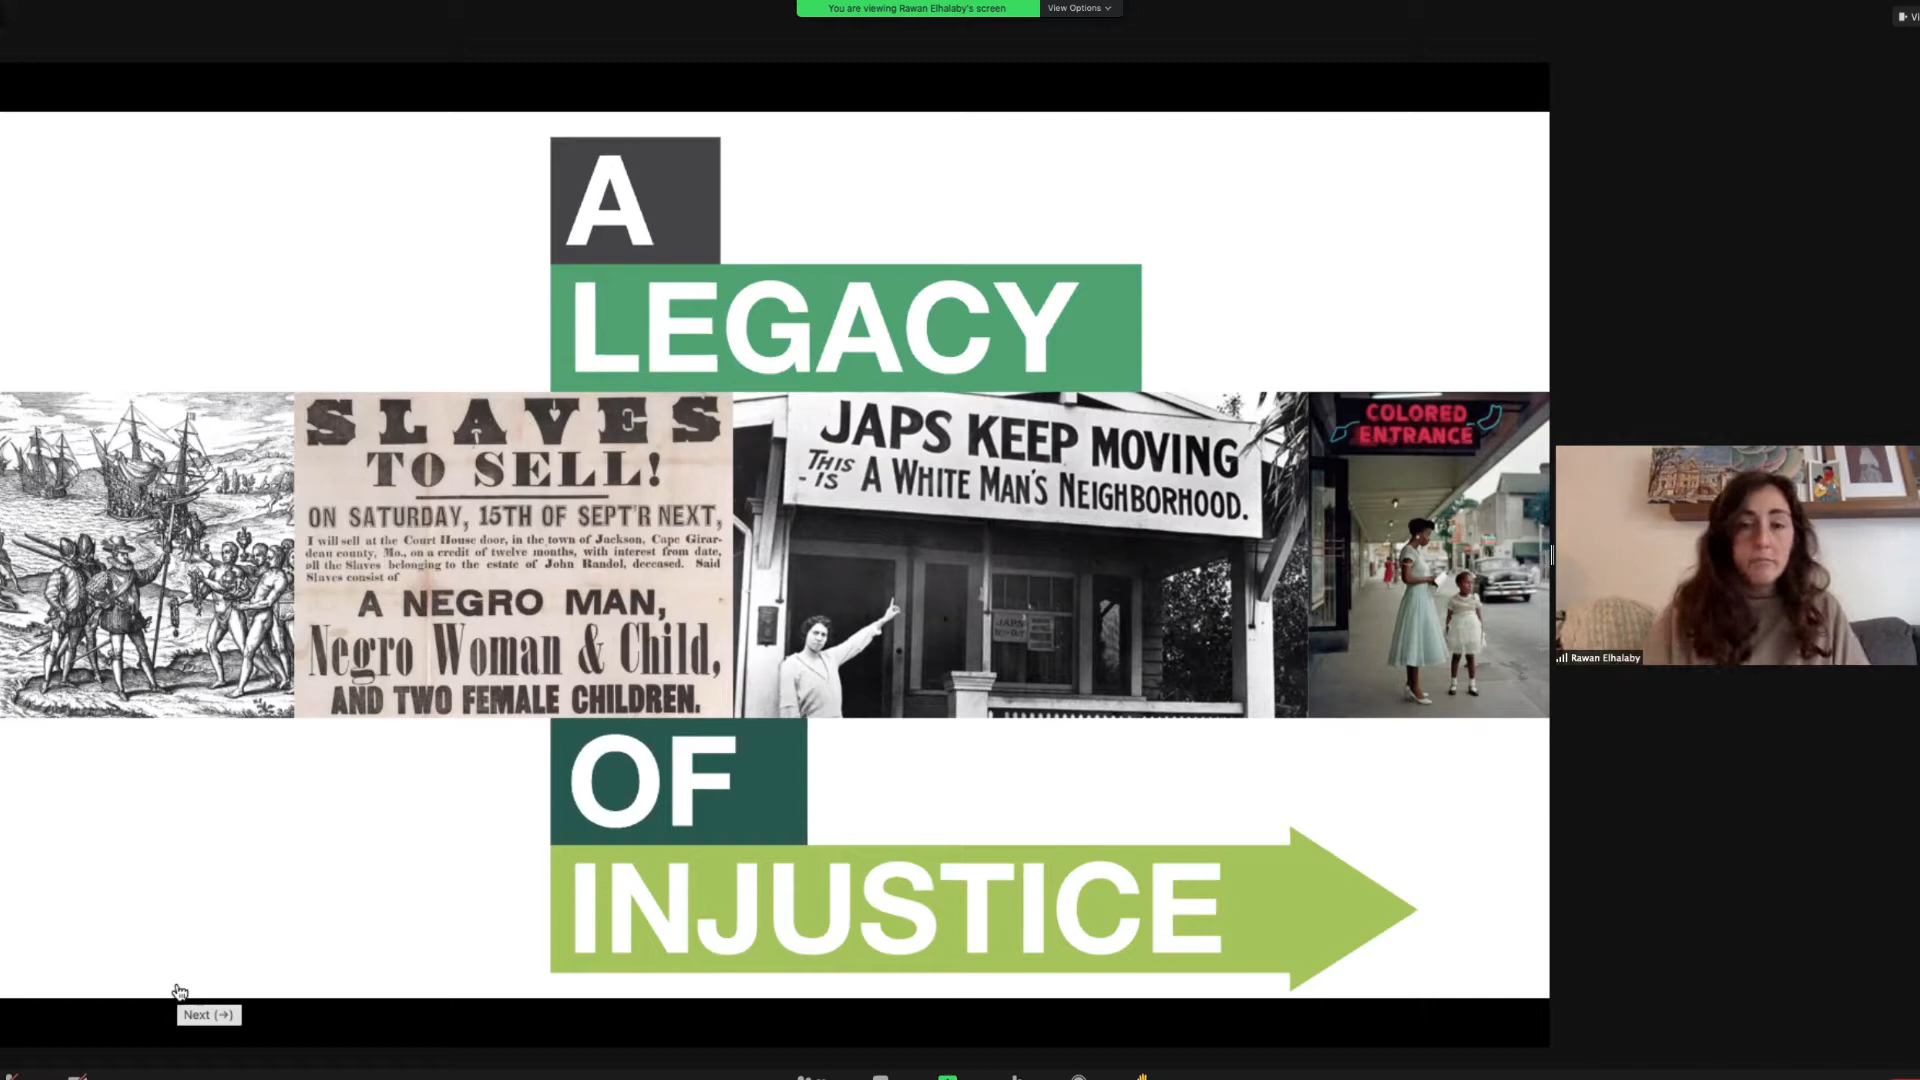 You are viewing Rawan Elhalaby's screen
View Options
Vi
A
LEGACY
SLAVES
TO SELL!
ON SATURDAY, 15TH OF SEPT'R NEXT,
I will sell at the Court House door, in the town of Jackson, Cape Girar-
deau county, Mo., on a credit of twelve months, with interest from date,
all the Slaves belonging to the estate of John Randol, deceased. Said
Slaves consist of
A NEGRO MAN,
Negro Woman & Child,
AND TWO FEMALE CHILDREN.
JAPS KEEP MOVING
THIS IS A WHITE MAN'S NEIGHBORHOOD.
COLORED
ENTRANCE
Rawan Elhalaby
OF
INJUSTICE
Next (→)